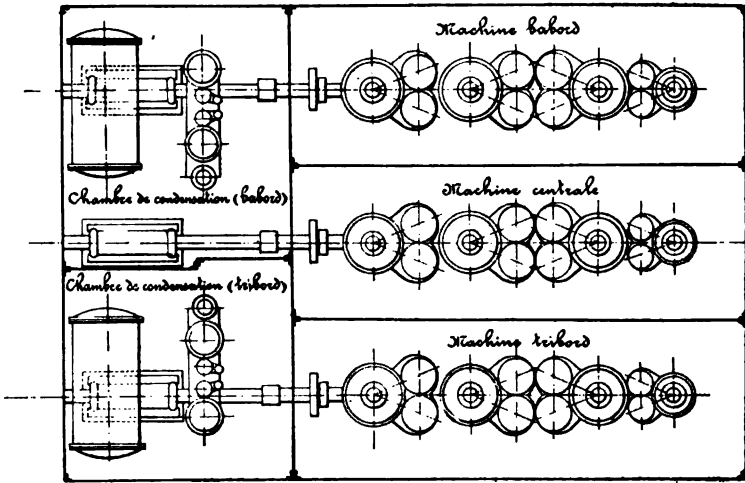 Machine babord
Chambre de condensation (babord)
Machine centrale
Chambre de condensation (tribord)
Machine tribord